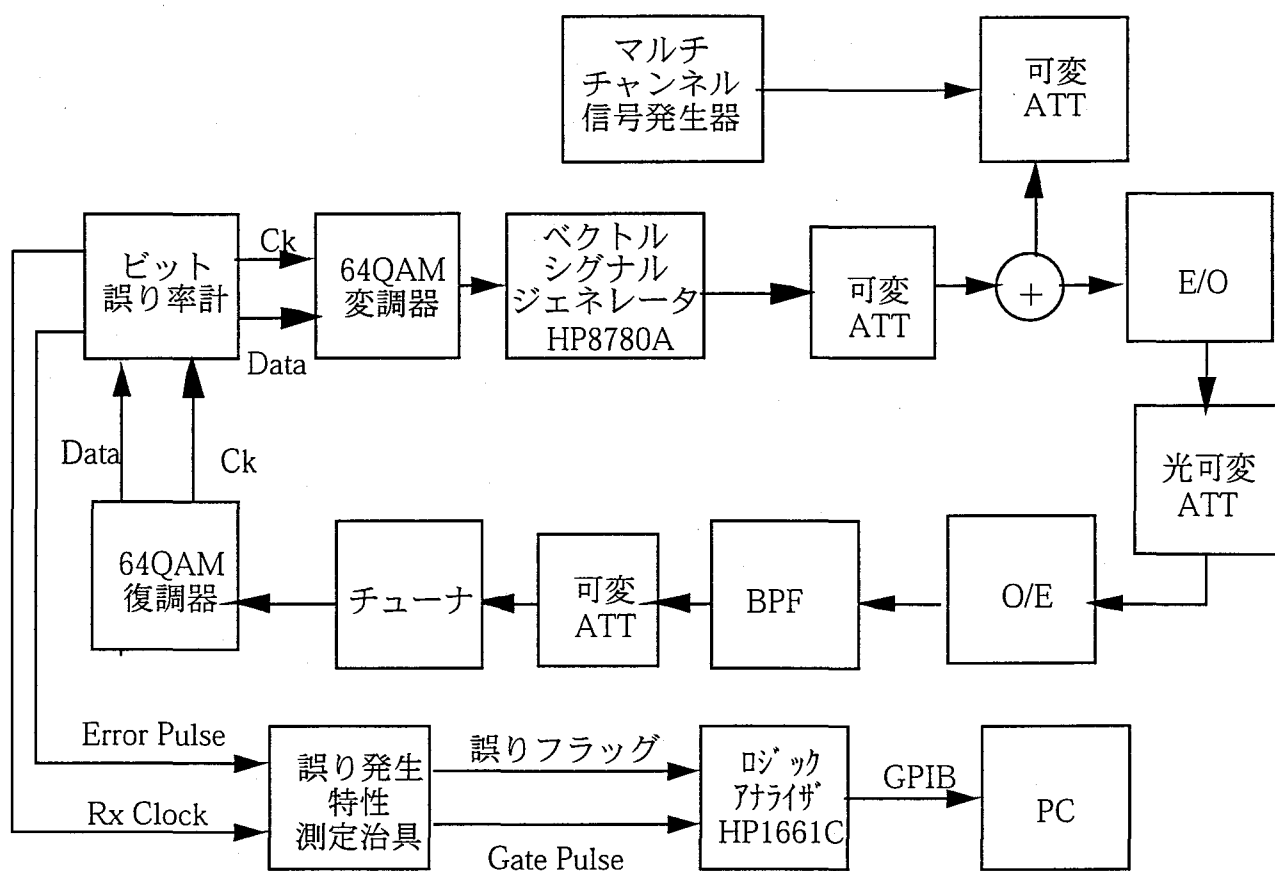 マルチ
チャンネル
信号発生器
可変
ATT
ビット
誤り率計
Ck
Data
64QAM
変調器
ベクトル
シグナル
ジェネレータ
HP8780A
可変
ATT
+
E/O
光可変
ATT
Data
Ck
64QAM
復調器
チューナ
可変
ATT
BPF
O/E
Error Pulse
Rx Clock
誤り発生
特性
測定治具
誤りフラッグ
Gate Pulse
ロジック
アナライザ
HP1661C
GPIB
PC